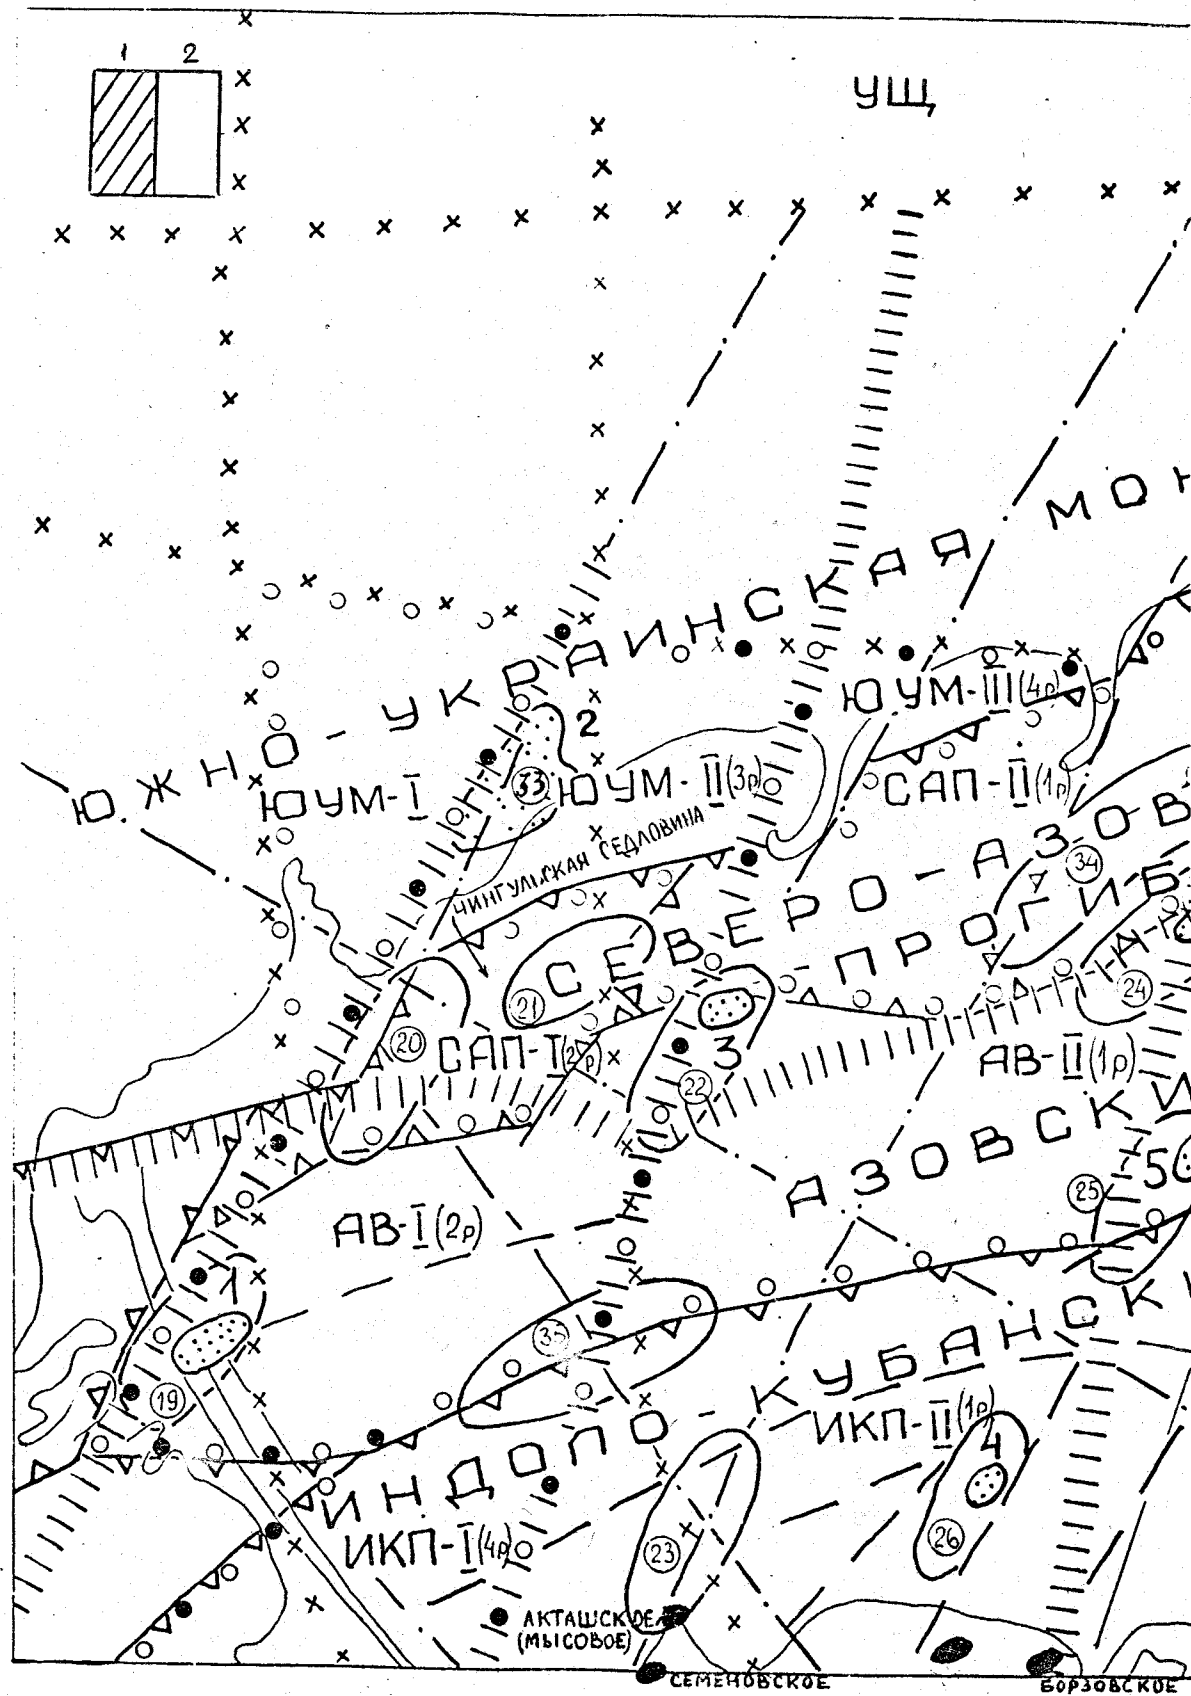 1 2
УЩ
ЮЖНО-УКРАИНСКАЯ МОН
2
ЮУМ-I
33
ЮУМ-II(3р)
ЮУМ-III(4р)
САП-II(1р)
ЧИНГУЛЬСКАЯ СЕДЛОВИНА
СЕВЕРО-АЗОВ
34
ПРОГИБ
21
20
САП-I(2р)
3
22
24
АВ-II(1р)
АЗОВСКИ
25
5
АВ-I(2р)
1
35
19
ИНДОЛО-КУБАНСКИ
ИКП-II(1р)
4
ИКП-I(4р)
23
26
АКТАШСКОЕ
(МЫСОВОЕ)
СЕМЕНОВСКОЕ
БОРЗОВСКОЕ